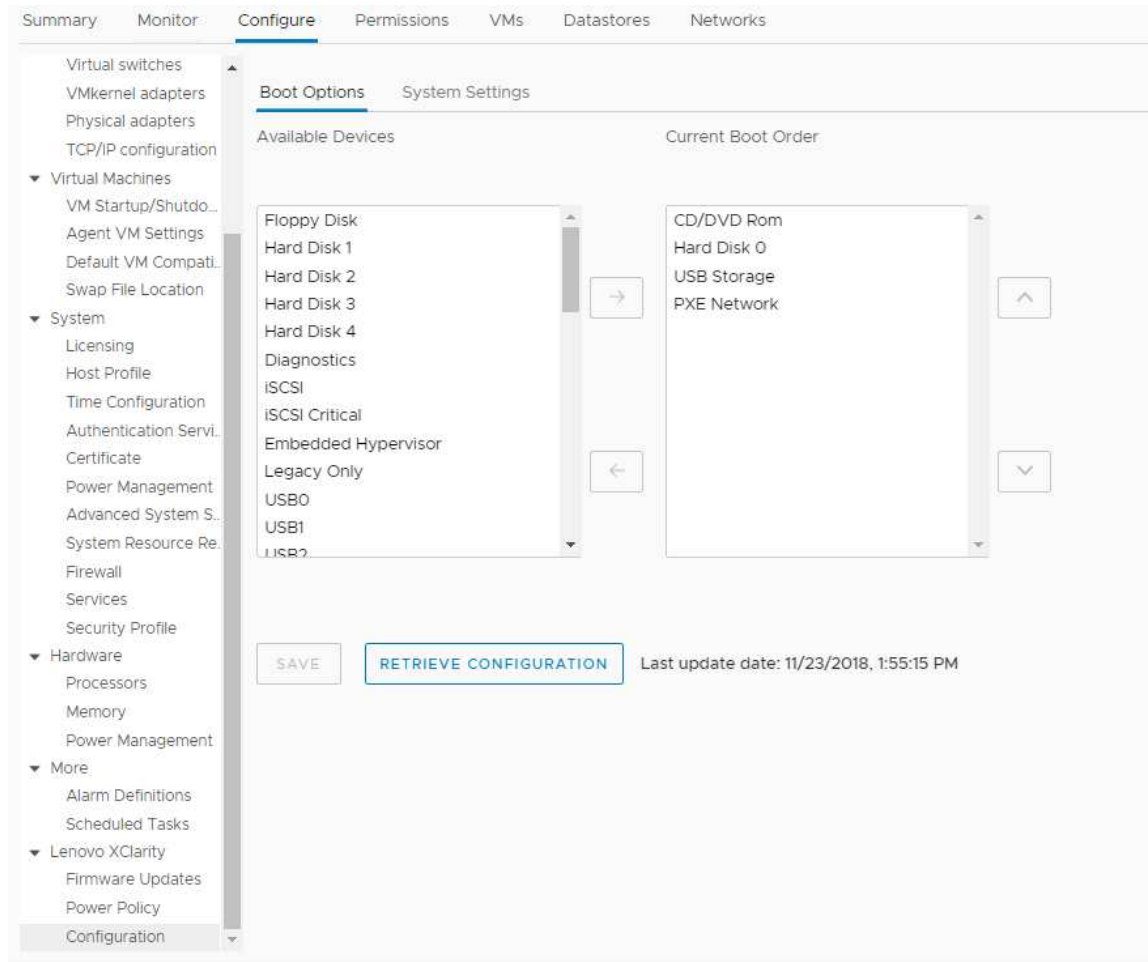 Summary Monitor Configure Permissions VMs Datastores Networks
Virtual switches
VMkernel adapters
Physical adapters
TCP/IP configuration
Virtual Machines
VM Startup/Shutdo...
Agent VM Settings
Default VM Compati...
Swap File Location
System
Licensing
Host Profile
Time Configuration
Authentication Servi...
Certificate
Power Management
Advanced System S...
System Resource Re...
Firewall
Services
Security Profile
Hardware
Processors
Memory
Power Management
More
Alarm Definitions
Scheduled Tasks
Lenovo XClarity
Firmware Updates
Power Policy
Configuration
Boot Options System Settings
Available Devices
Floppy Disk
Hard Disk 1
Hard Disk 2
Hard Disk 3
Hard Disk 4
Diagnostics
iSCSI
iSCSI Critical
Embedded Hypervisor
Legacy Only
USB0
USB1
USB2
Current Boot Order
CD/DVD Rom
Hard Disk 0
USB Storage
PXE Network
SAVE RETRIEVE CONFIGURATION Last update date: 11/23/2018, 1:55:15 PM